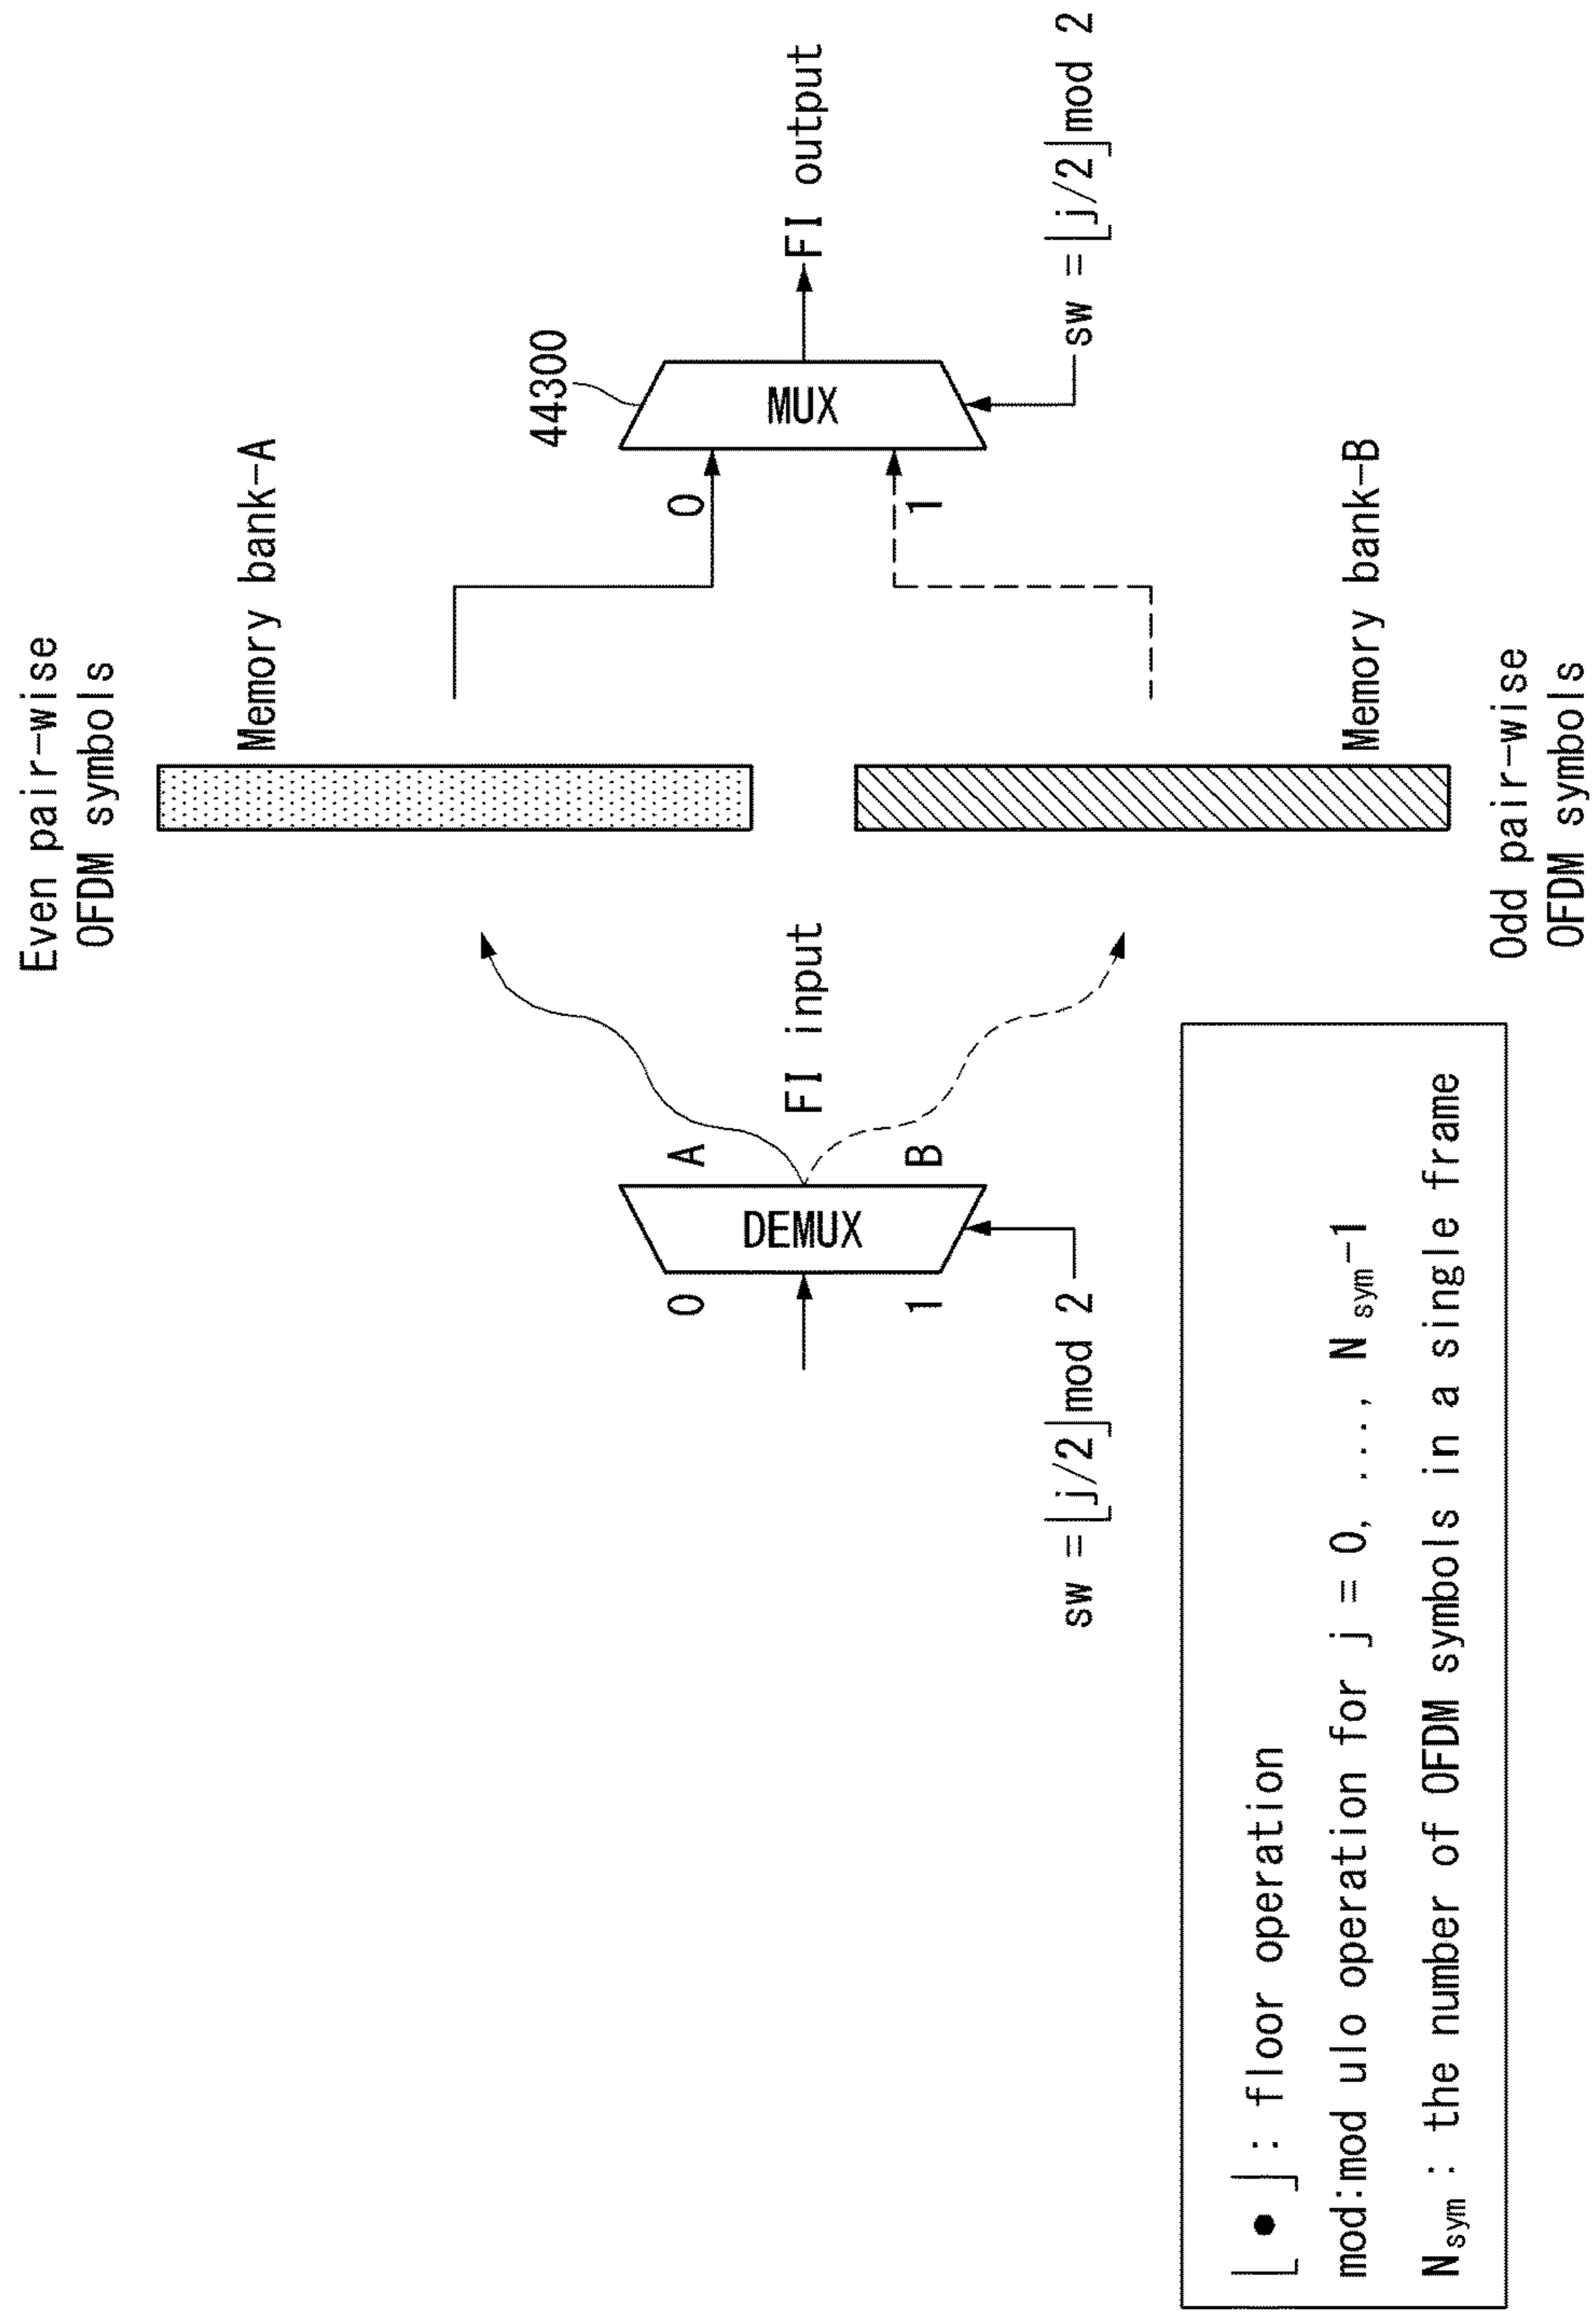 Even pair-wise
OFDM symbols
Memory bank-A
44300
0
A
0
MUX
FI output
DEMUX
FI input
1
B
1
sw = ⌊j/2⌋mod 2
sw = ⌊j/2⌋mod 2
Memory bank-B
Odd pair-wise
OFDM symbols
⌊ ● ⌋ : floor operation
mod:mod ulo operation for j = 0, ..., N sym-1
Nsym : the number of OFDM symbols in a single frame